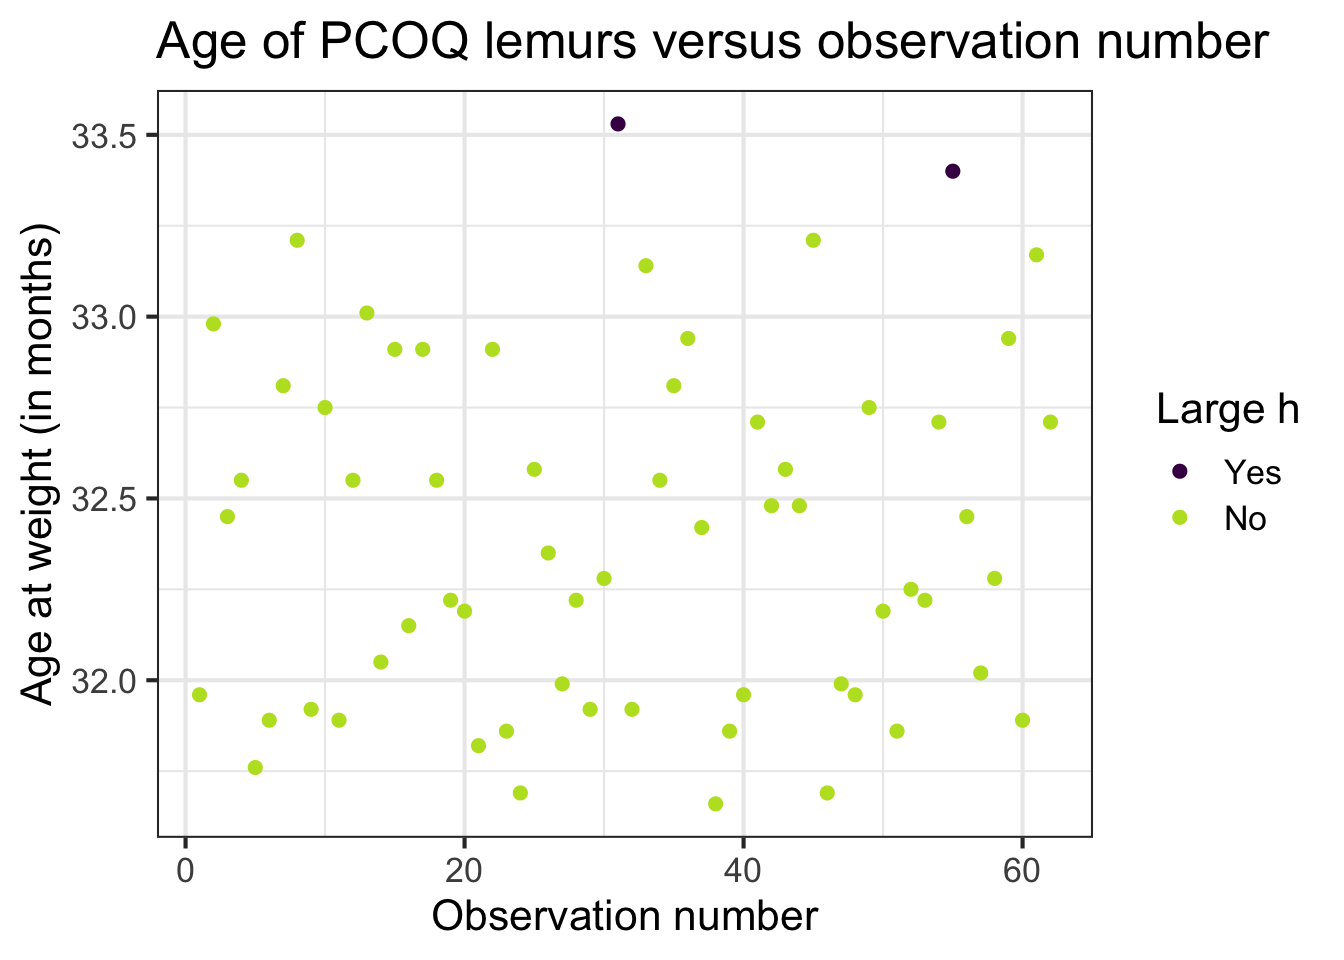 Age of PCOQ lemurs versus observation number
Age at weight (in months)
33.5
33.0
32.5
32.0
0 20 40 60
Observation number
Large h
Yes
No